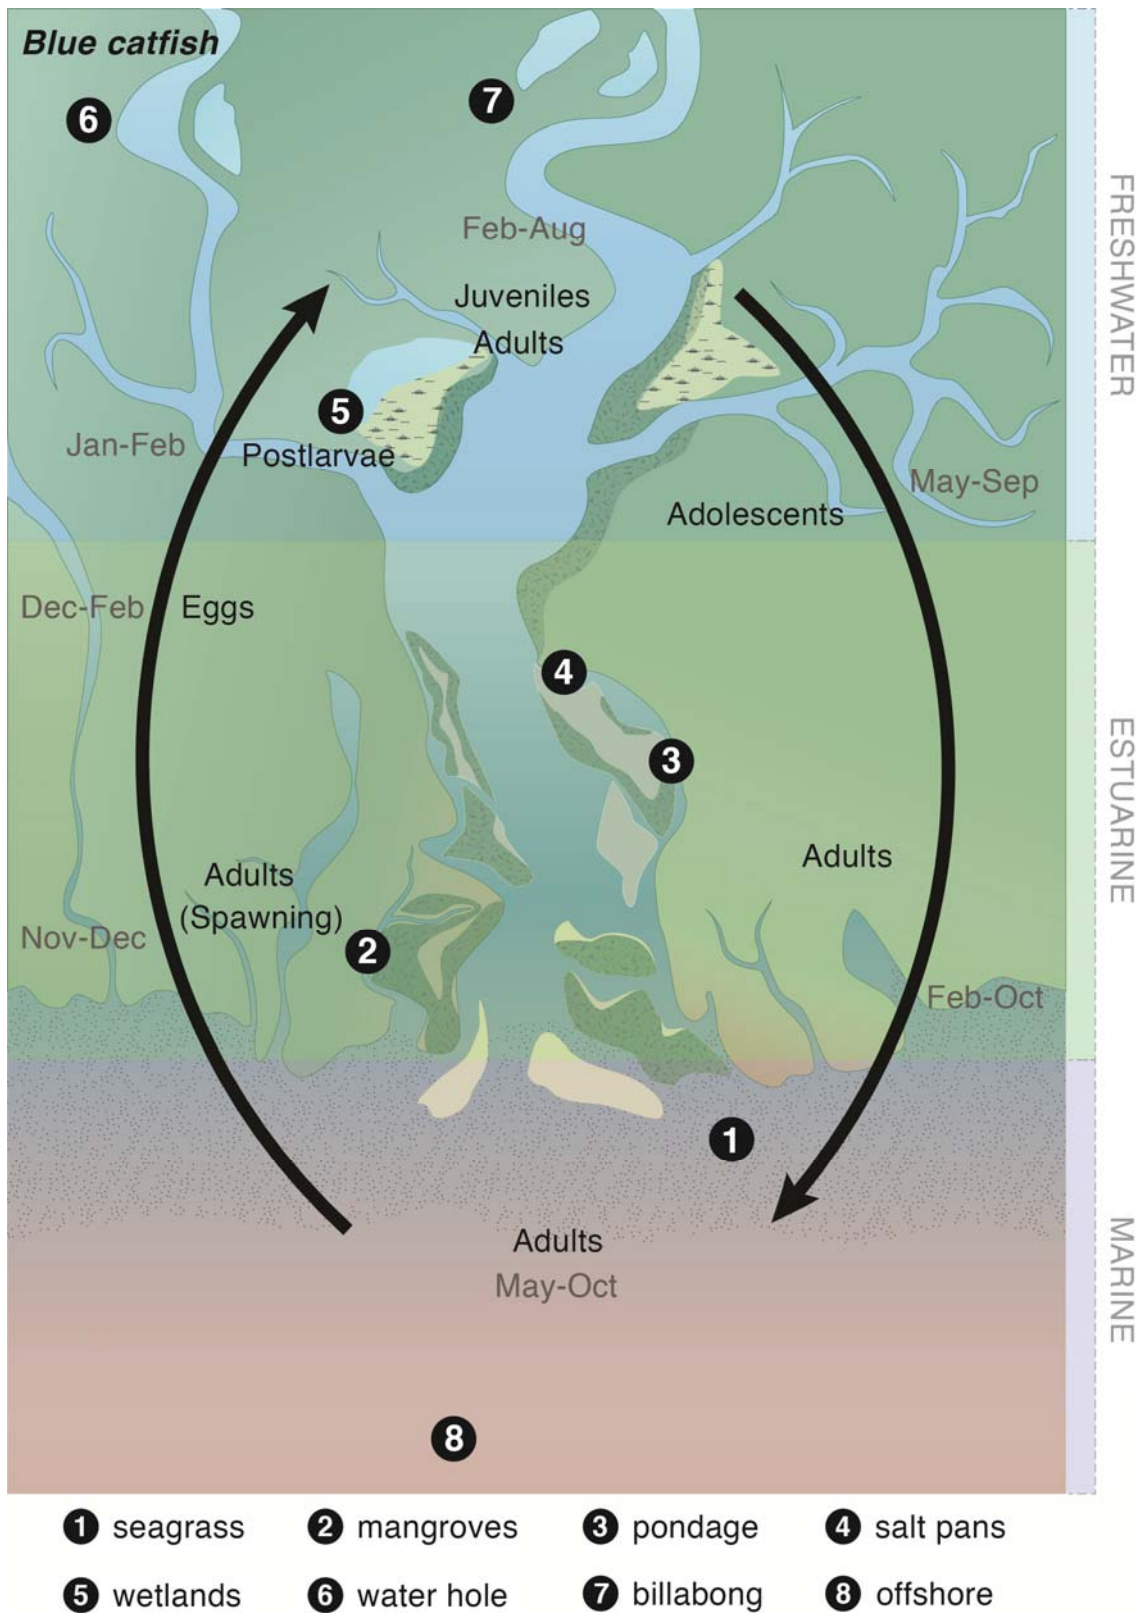 Blue catfish
6
7
FRESHWATER
Feb-Aug
Juveniles
Adults
5
Jan-Feb
Postlarvae
May-Sep
Adolescents
Dec-Feb
Eggs
4
3
ESTUARINE
Adults
Adults
(Spawning)
Nov-Dec
2
Feb-Oct
1
MARINE
Adults
May-Oct
8
1 seagrass
2 mangroves
3 pondage
4 salt pans
5 wetlands
6 water hole
7 billabong
8 offshore